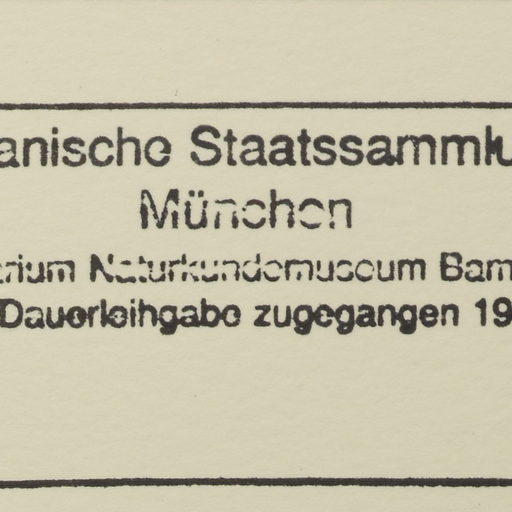 anische Staatssammlu
München
rium Naturkundemuseum Bam
Dauerleihgabe zugegangen 19